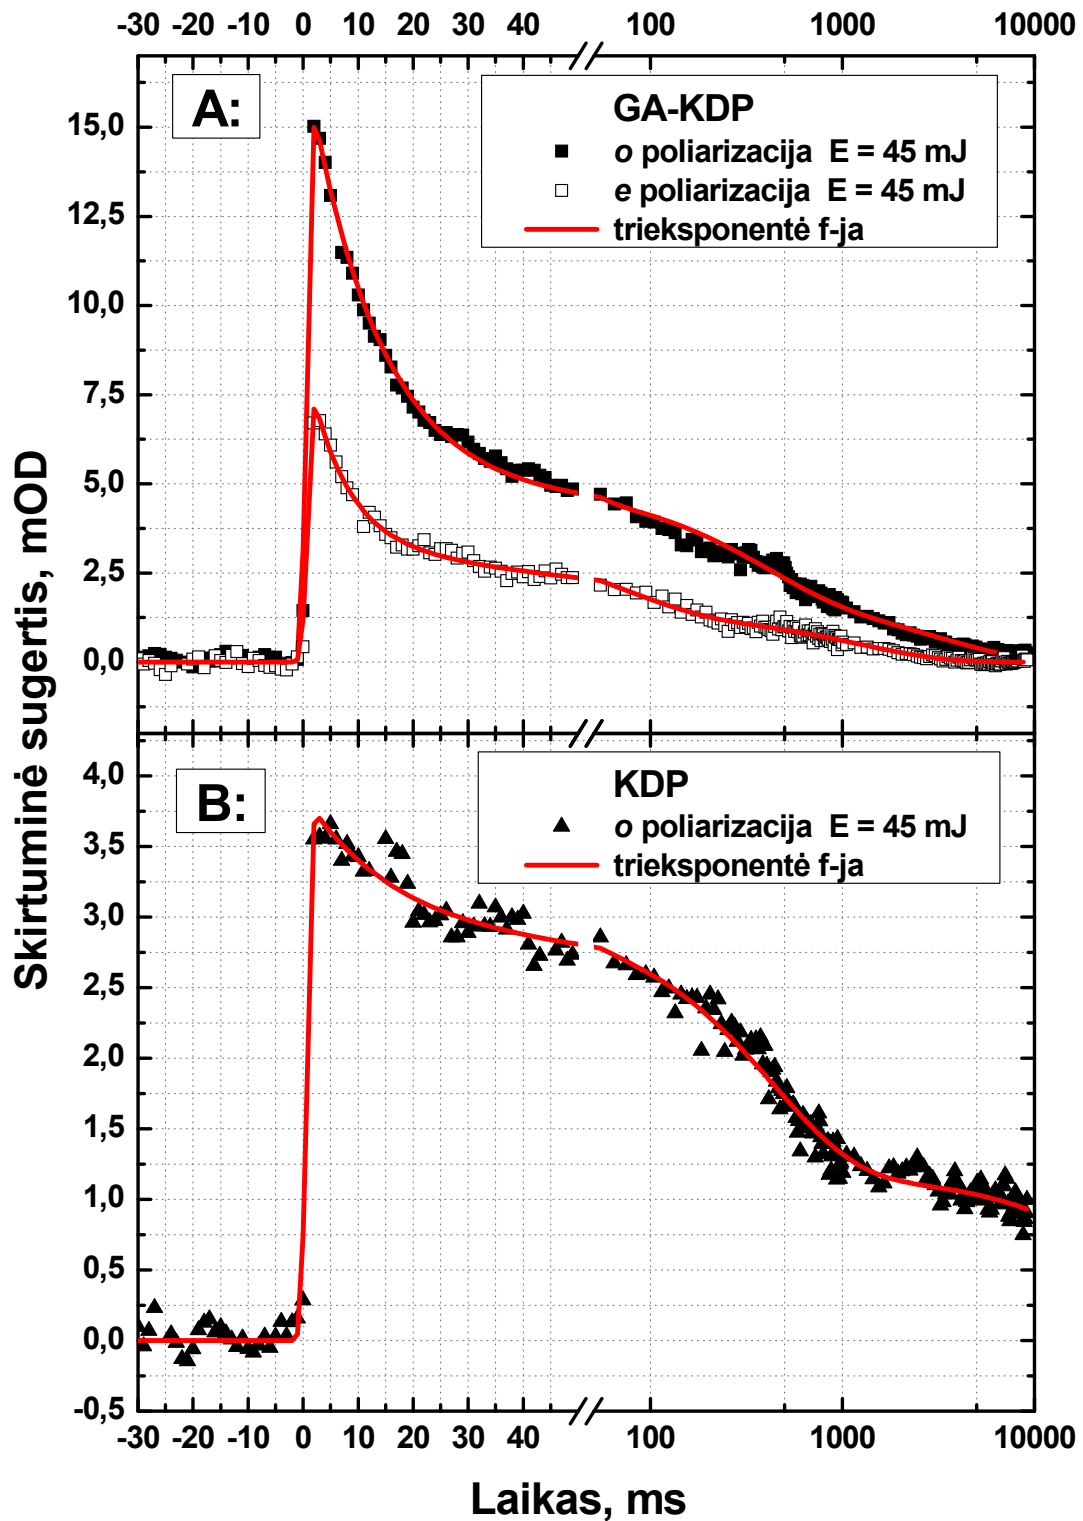 -30 -20 -10 0 10 20 30 40 100 1000 10000
A:
GA-KDP
o poliarizacija E = 45 mJ
e poliarizacija E = 45 mJ
trieksponentė f-ja
15,0
12,5
10,0
7,5
5,0
2,5
0,0
Skirtuminė sugertis, mOD
B:
KDP
o poliarizacija E = 45 mJ
trieksponentė f-ja
4,0
3,5
3,0
2,5
2,0
1,5
1,0
0,5
0,0
-0,5
-30 -20 -10 0 10 20 30 40 100 1000 10000
Laikas, ms